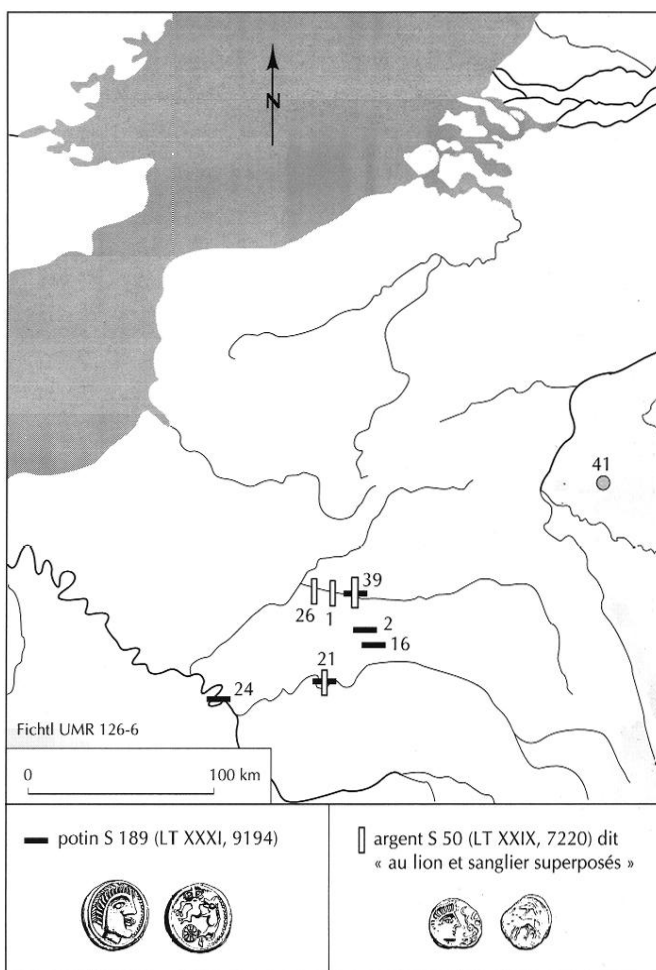 N
41
39
26
1
2
16
21
24
Fichtl UMR 126-6
0
100 km
potin S 189 (LT XXXI, 9194)
argent S 50 (LT XXIX, 7220) dit
« au lion et sanglier superposés »